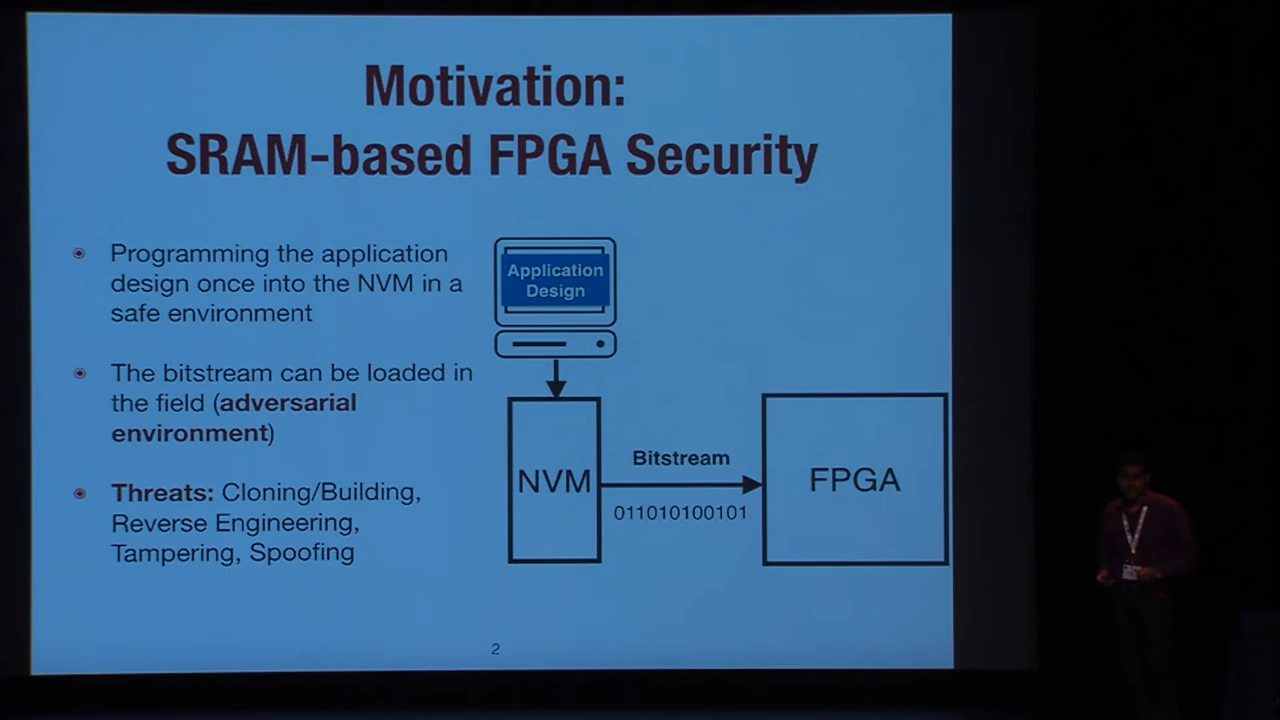 Motivation:
SRAM-based FPGA Security
Programming the application
design once into the NVM in a
safe environment
The bitstream can be loaded in
the field (adversarial
environment)
Threats: Cloning/Building,
Reverse Engineering,
Tampering, Spoofing
Application
Design
NVM
Bitstream
011010100101
FPGA
2